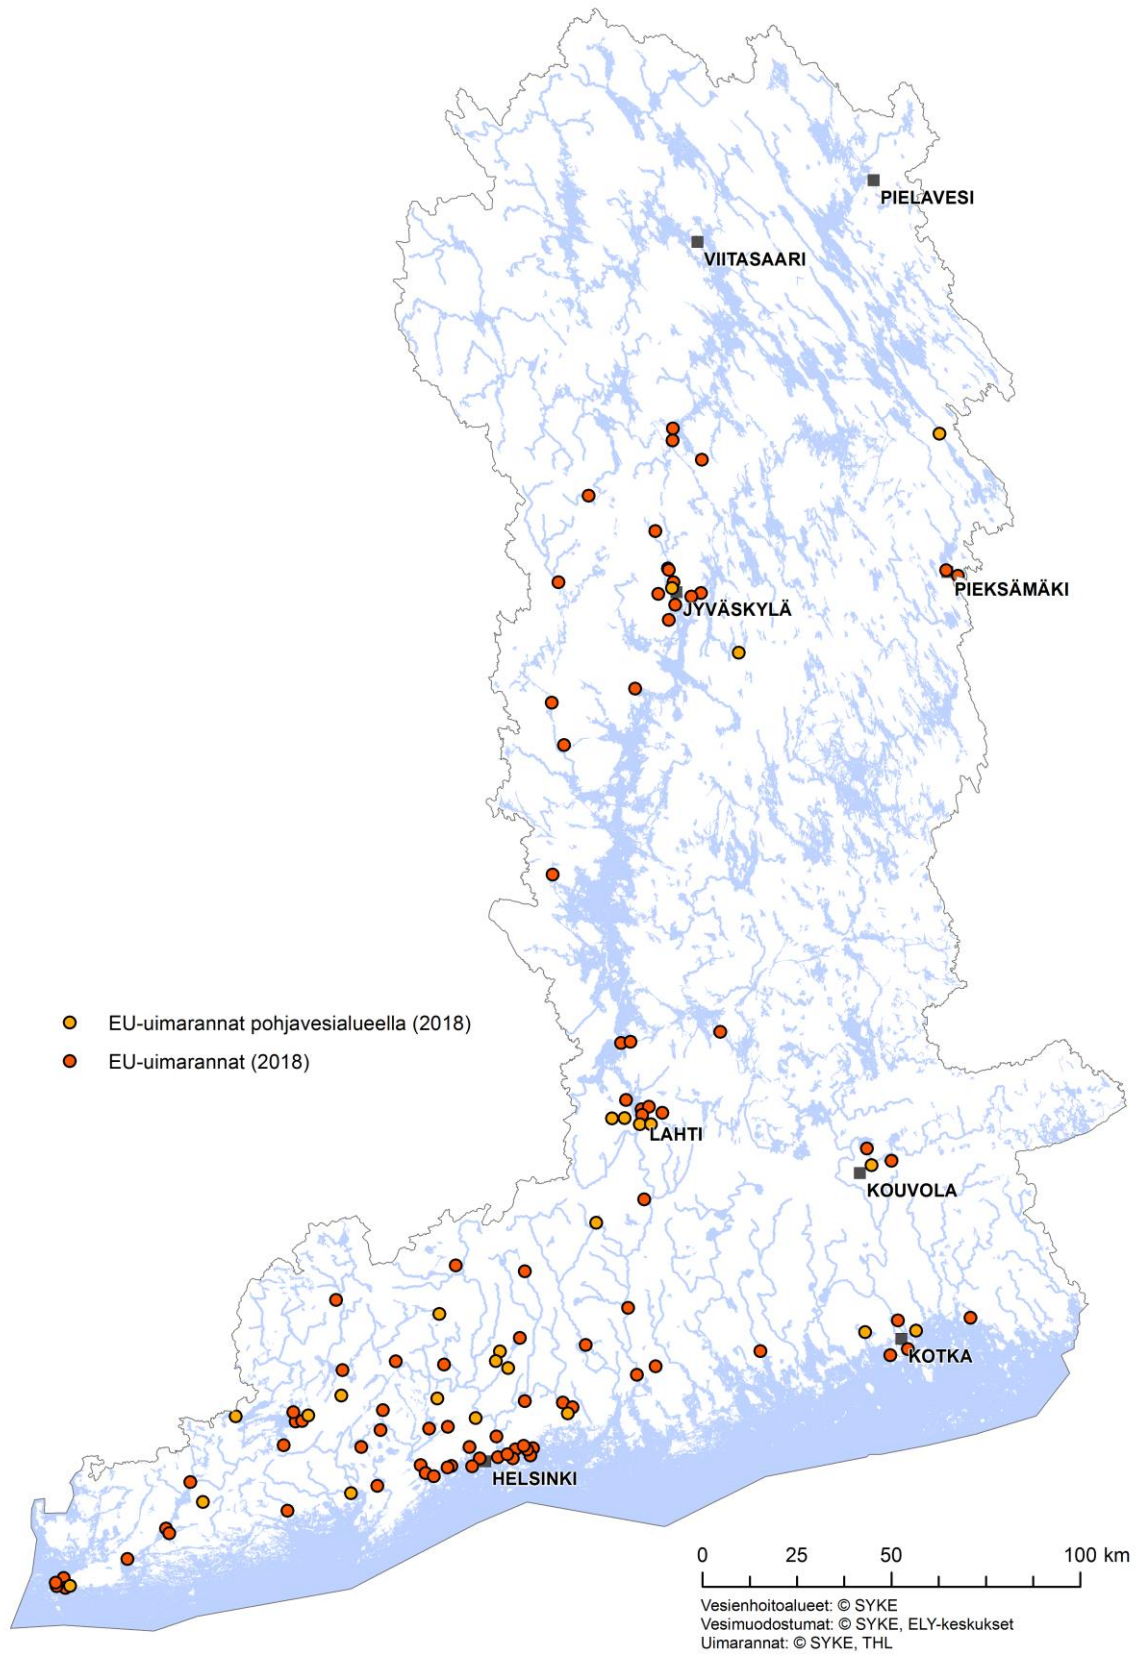 PIELAVESI
VIITASAARI
PIEKSÄMÄKI
JYVÄSKYLÄ
EU-uimarannat pohjavesialueella (2018)
EU-uimarannat (2018)
LAHTI
KOUVOLA
KOTKA
HELSINKI
0 25 50 100 km
Vesienhoitoalueet: © SYKE
Vesimuodostumat: © SYKE, ELY-keskukset
Uimarannat: © SYKE, THL